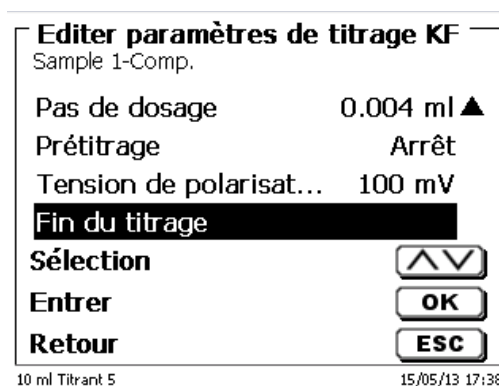 Editer paramètres de titrage KF
Sample 1-Comp.
Pas de dosage 0.004 ml
Prétitrage Arrêt
Tension de polarisat... 100 mV
Fin du titrage
Sélection
Entrer OK
Retour ESC
10 ml Titrant 5 15/05/13 17:38